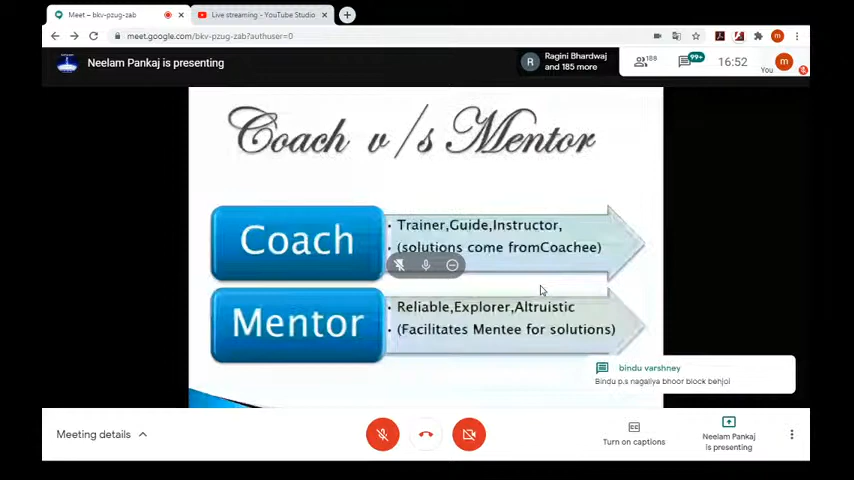 Meet – bkv-pzug-zab
Live streaming - YouTube Studio
meet.google.com/bkv-pzug-zab?authuser=0
Neelam Pankaj is presenting
R
Ragini Bhardwaj
and 185 more
188
99+
16:52
You
m
m
Coach v/s Mentor
Coach
Trainer,Guide,Instructor,
(solutions come fromCoachee)
Mentor
Reliable,Explorer,Altruistic
(Facilitates Mentee for solutions)
bindu varshney
Bindu p.s nagaliya bhoor block behjoi
Meeting details
Turn on captions
Neelam Pankaj
is presenting